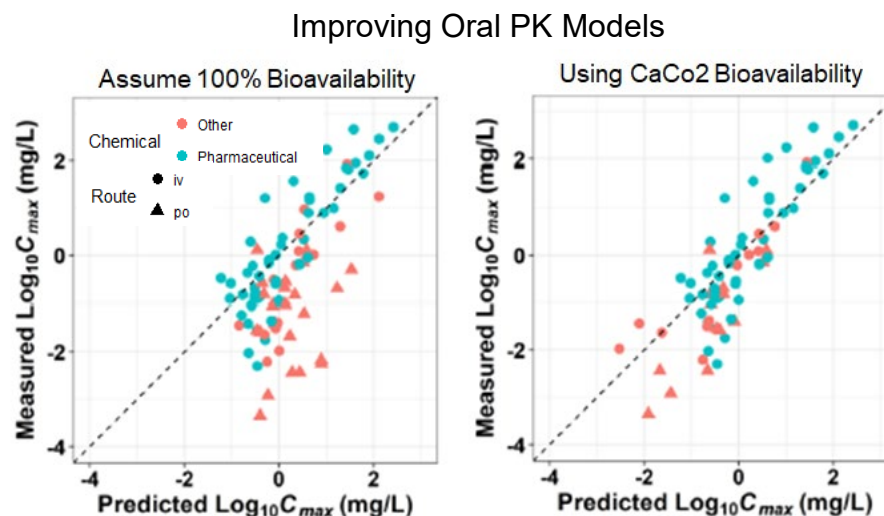 Improving Oral PK Models
Assume 100% Bioavailability
Chemical
Other
Pharmaceutical
Route
iv
po
Measured Log10Cmax (mg/L)
2
0
-2
-4
-4
-2
0
2
Predicted Log10Cmax (mg/L)
Using CaCo2 Bioavailability
Measured Log10Cmax (mg/L)
2
0
-2
-4
-4
-2
0
2
Predicted Log10Cmax (mg/L)